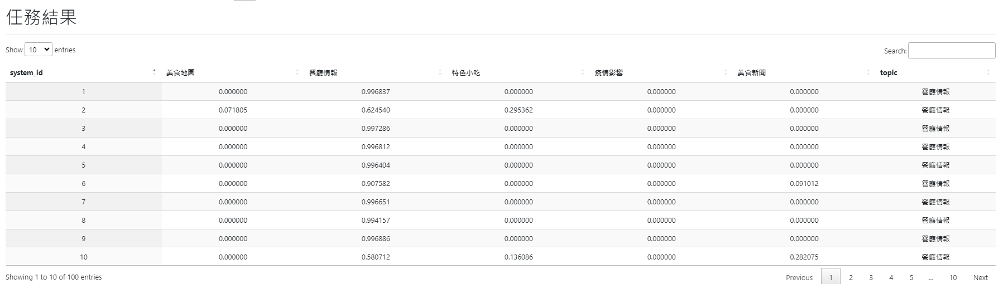 任務結果
Show 10 entries Search:
system_id 美食地圖 餐廳情報 特色小吃 疫情影響 美食新聞 topic
1 0.000000 0.996837 0.000000 0.000000 0.000000 餐廳情報
2 0.071805 0.624540 0.295362 0.000000 0.000000 餐廳情報
3 0.000000 0.997286 0.000000 0.000000 0.000000 餐廳情報
4 0.000000 0.996812 0.000000 0.000000 0.000000 餐廳情報
5 0.000000 0.996404 0.000000 0.000000 0.000000 餐廳情報
6 0.000000 0.907582 0.000000 0.000000 0.091012 餐廳情報
7 0.000000 0.996651 0.000000 0.000000 0.000000 餐廳情報
8 0.000000 0.994157 0.000000 0.000000 0.000000 餐廳情報
9 0.000000 0.996886 0.000000 0.000000 0.000000 餐廳情報
10 0.000000 0.580712 0.136086 0.000000 0.282075 餐廳情報
Showing 1 to 10 of 100 entries Previous 1 2 3 4 5 … 10 Next